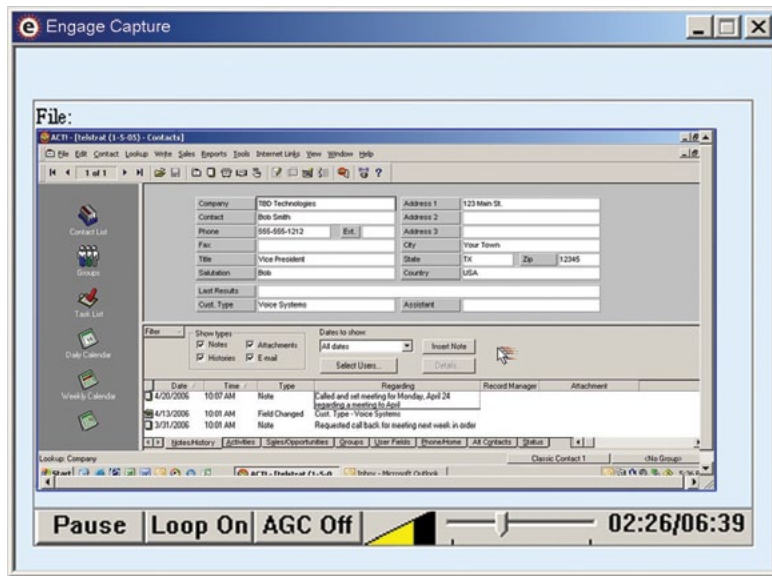 e Engage Capture
File:
ACT! - [telstrat (1-5-05) - Contacts]
File Edit Contact Lookup Write Sales Reports Tools Internet Links View Window Help
1 of 1
Company TBD Technologies Address 1 123 Main St.
Contact Bob Smith Address 2
Phone 555-555-1212 Ext. Address 3
Fax City Your Town
Title Vice President State TX Zip 12345
Salutation Bob Country USA
Last Results
Cust. Type Voice Systems Assistant
Contact List
Groups
Task List
Daily Calendar
Weekly Calendar
Filter Show types Dates to show:
Notes Attachments All dates Insert Note
Histories E-mail Select Users... Details...
Date Time Type Regarding Record Manager Attachment
4/20/2006 10:07 AM Note Called and set meeting for Monday, April 24
regarding a meeting fo April
4/13/2006 10:01 AM Field Changed Cust. Type - Voice Systems
3/31/2006 10:01 AM Note Requested call back for meeting next week in order
Notes/History Activities Sales/Opportunities Groups User Fields Phone/Home Alt Contacts Status
Lookup: Company Classic Contact 1 <No Group>
Start ACT! - [telstrat (1-5-0 Inbox - Microsoft Outlook
Pause Loop On AGC Off 02:26/06:39